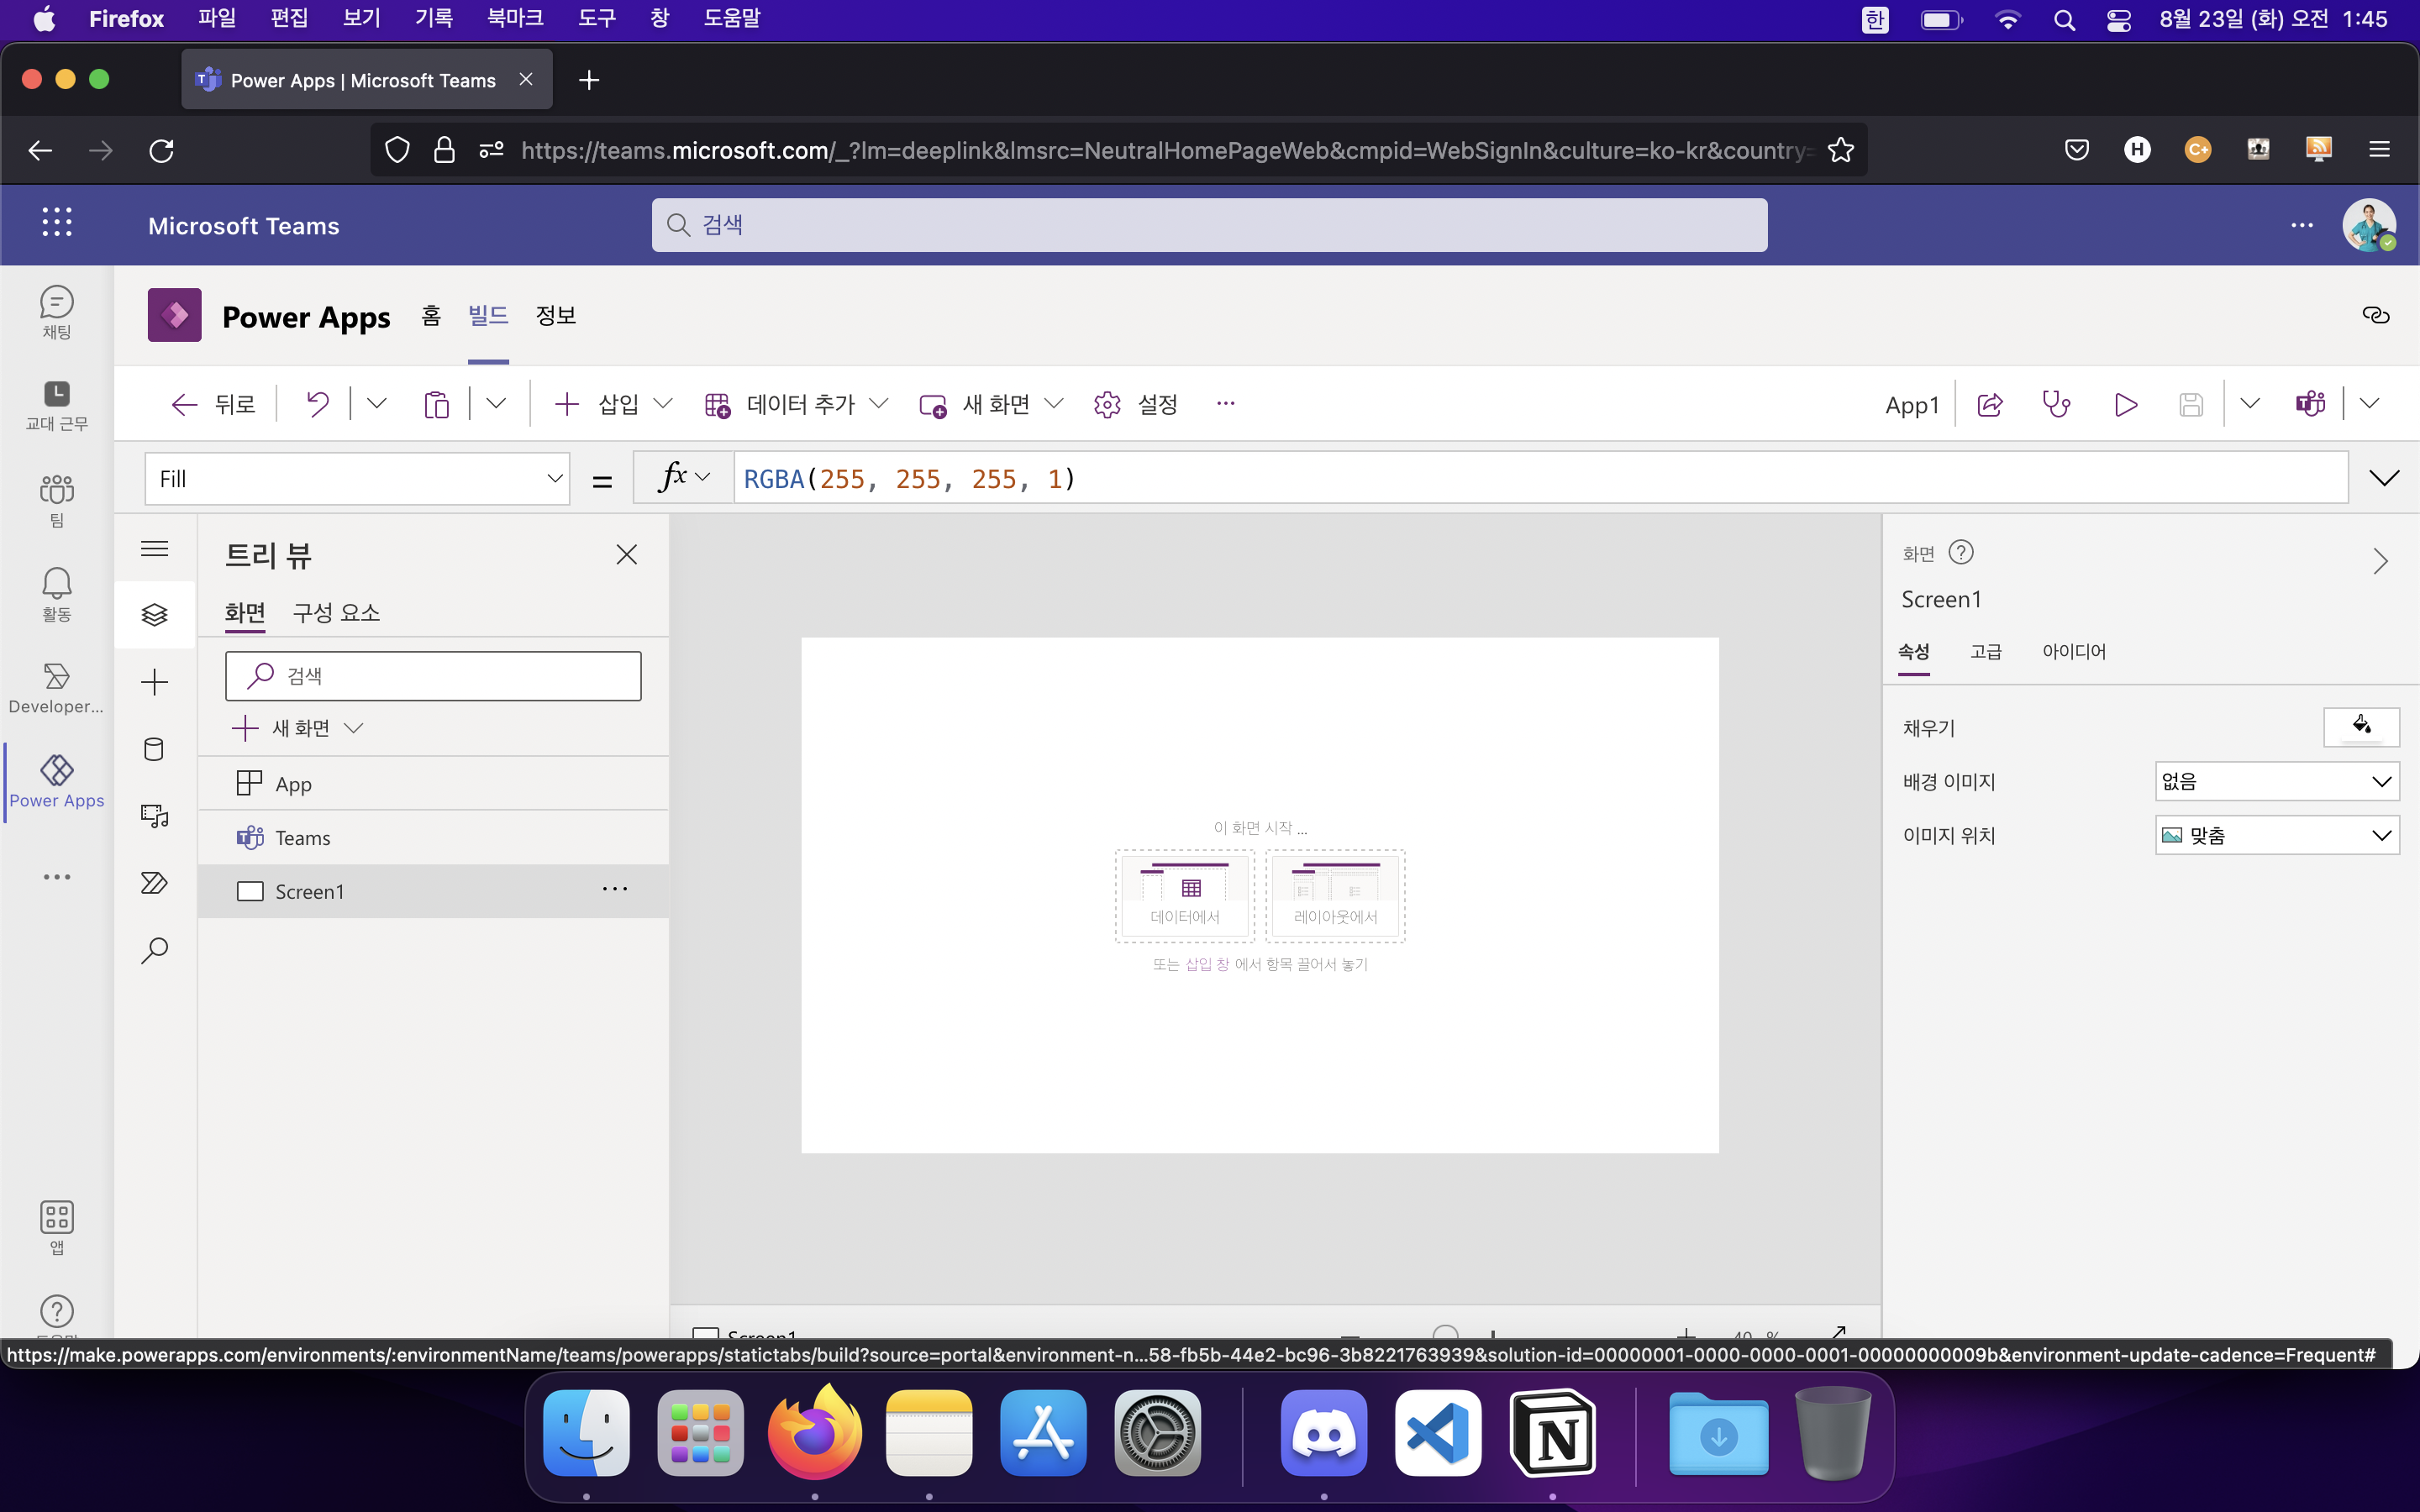 Firefox 파일 편집 보기 기록 북마크 도구 창 도움말 한 8월 23일 (화) 오전 1:45
Power Apps | Microsoft Teams
https://teams.microsoft.com/_?lm=deeplink&lmsrc=NeutralHomePageWeb&cmpid=WebSignIn&culture=ko-kr&country=
Microsoft Teams 검색
채팅
교대 근무
팀
활동
Developer...
Power Apps
앱
Power Apps 홈 빌드 정보
뒤로 삽입 데이터 추가 새 화면 설정 App1
Fill = fx RGBA(255, 255, 255, 1)
트리 뷰
화면 구성 요소
검색
새 화면
App
Teams
Screen1
이 화면 시작 ...
데이터에서 레이아웃에서
또는 삽입 창 에서 항목 끌어서 놓기
화면
Screen1
속성 고급 아이디어
채우기
배경 이미지 없음
이미지 위치 맞춤
Screen1 40 %
https://make.powerapps.com/environments/:environmentName/teams/powerapps/statictabs/build?source=portal&environment-n...58-fb5b-44e2-bc96-3b8221763939&solution-id=00000001-0000-0000-0001-00000000009b&environment-update-cadence=Frequent#